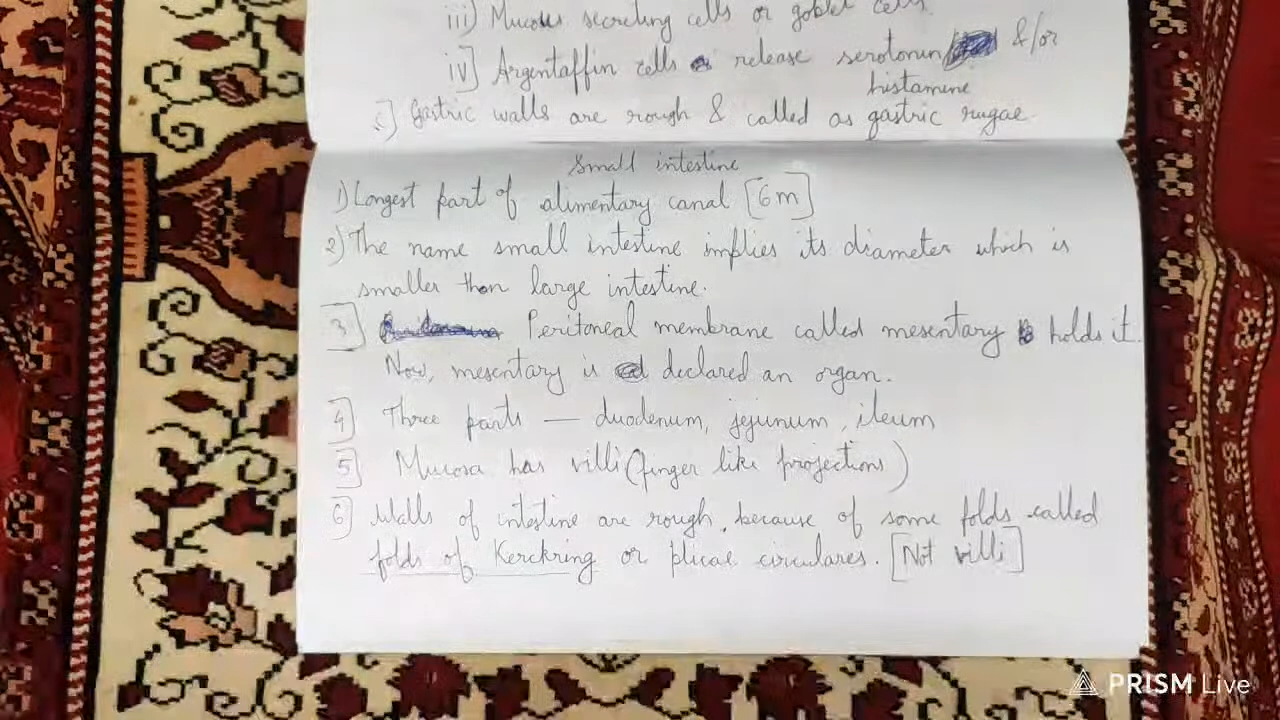 iii) Mucous secreting cells or goblet cells
iv] Argentaffin cells release serotonin &/or
histamine
5] Gastric walls are rough & called as gastric rugae
Small intestine
1) Longest part of alimentary canal [6m]
2) The name small intestine implies its diameter which is
smaller than large intestine.
3] Peritoneal membrane called mesentary holds it.
Now, mesentary is declared an organ.
4] Three parts — duodenum, jejunum, ileum
5] Mucosa has villi (finger like projections)
6] Walls of intestine are rough, because of some folds called
folds of Kerckring or plicae circulares. [Not villi]
PRISM Live